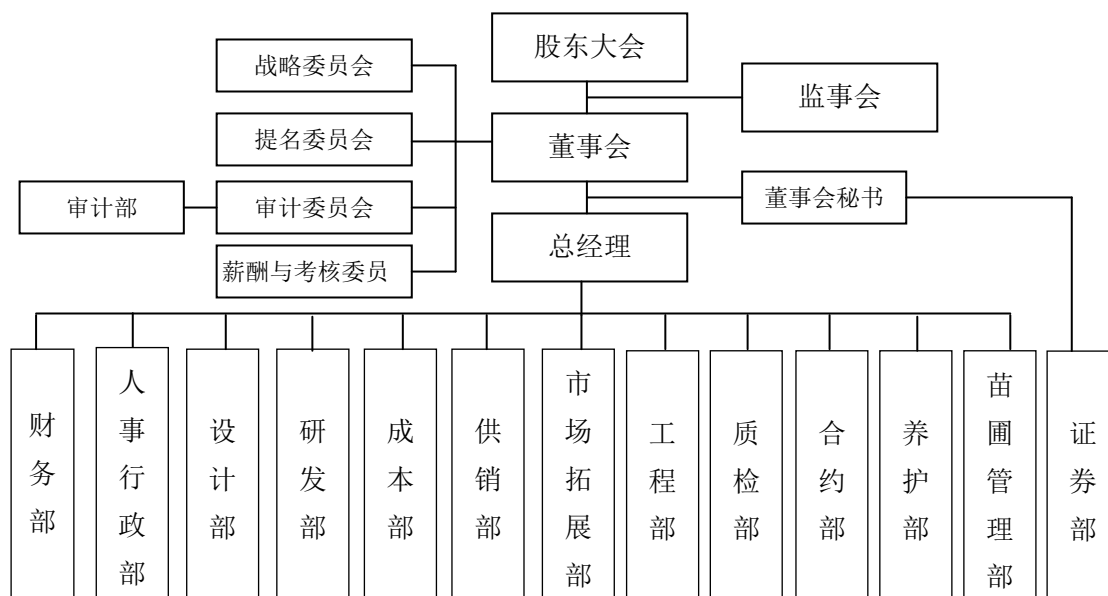 股东大会
战略委员会
监事会
提名委员会
董事会
审计部
审计委员会
董事会秘书
总经理
薪酬与考核委员
财务部
人事行政部
设计部
研发部
成本部
供销部
市场拓展部
工程部
质检部
合约部
养护部
苗圃管理部
证券部